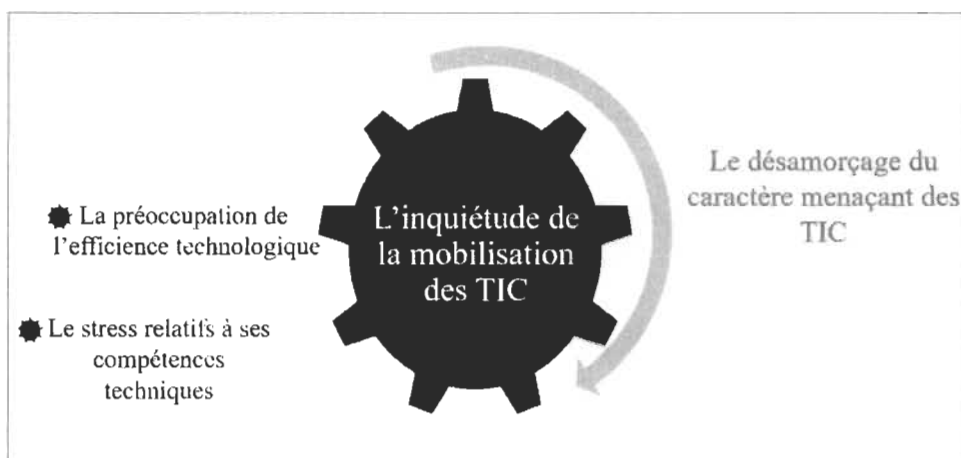 La préoccupation de
l'efficience technologique
Le stress relatifs à ses
compétences
techniques
L'inquiétude de
la mobilisation
des TIC
Le désamorçage du
caractère menaçant des
TIC